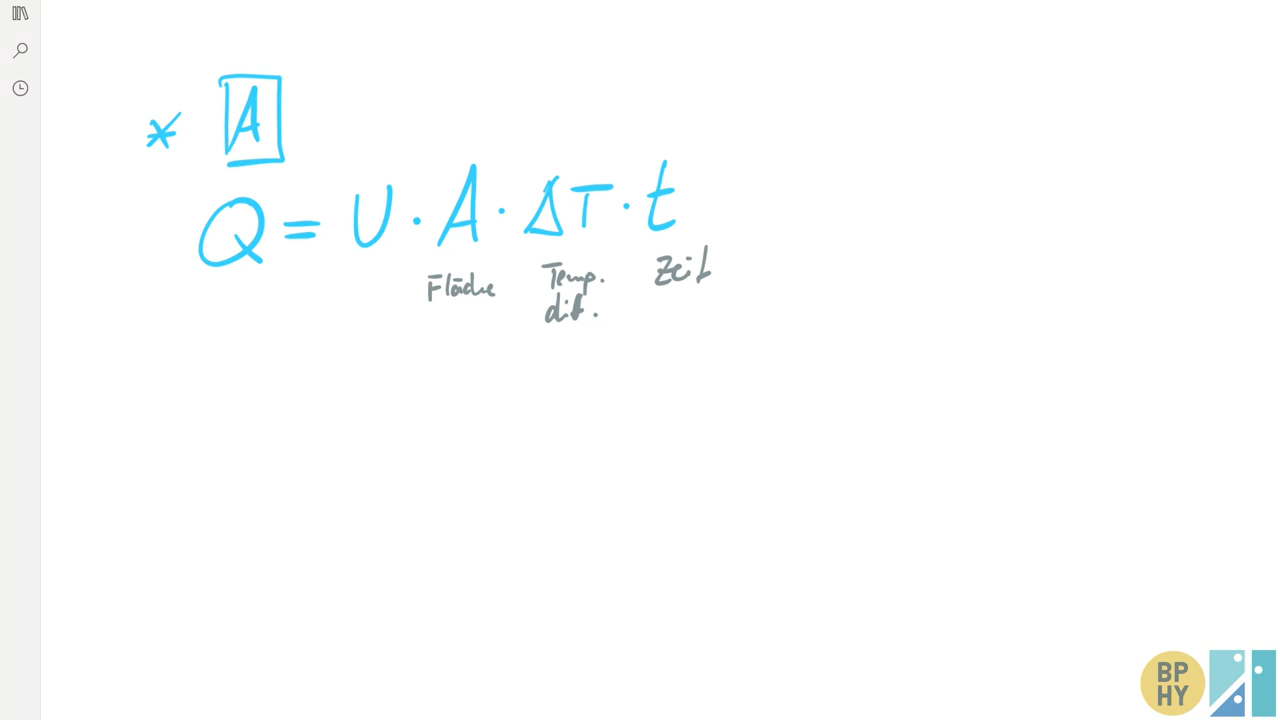 * A
Q = U · A · ΔT · t
Fläche Temp. Zeit
dif.
BP
HY